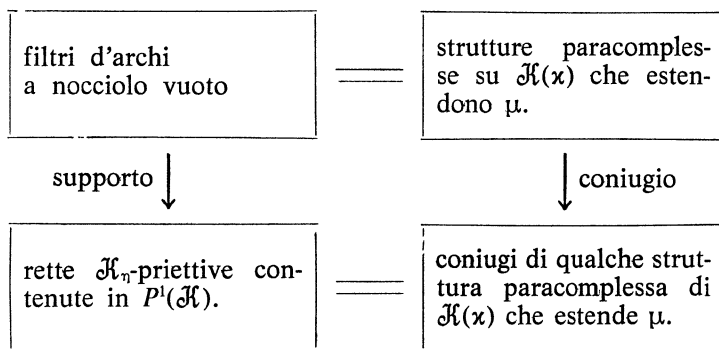 filtri d'archi
a nocciolo vuoto
strutture paracomples-
se su 𝒦(ϰ) che esten-
dono μ.
supporto
coniugio
rette 𝒦η-priettive con-
tenute in P¹(𝒦).
coniugi di qualche strut-
tura paracomplessa di
𝒦(ϰ) che estende μ.